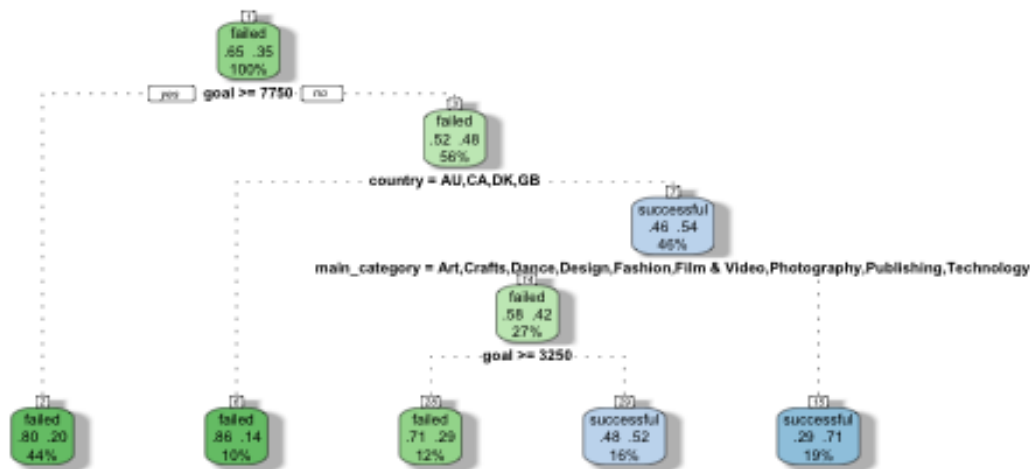 1
failed
.65 .35
100%
yes goal >= 7750 no
3
failed
.52 .48
56%
country = AU,CA,DK,GB
7
successful
.46 .54
46%
main_category = Art,Crafts,Dance,Design,Fashion,Film & Video,Photography,Publishing,Technology
14
failed
.58 .42
27%
goal >= 3250
2
failed
.80 .20
44%
6
failed
.86 .14
10%
failed
.71 .29
12%
successful
.48 .52
16%
15
successful
.29 .71
19%